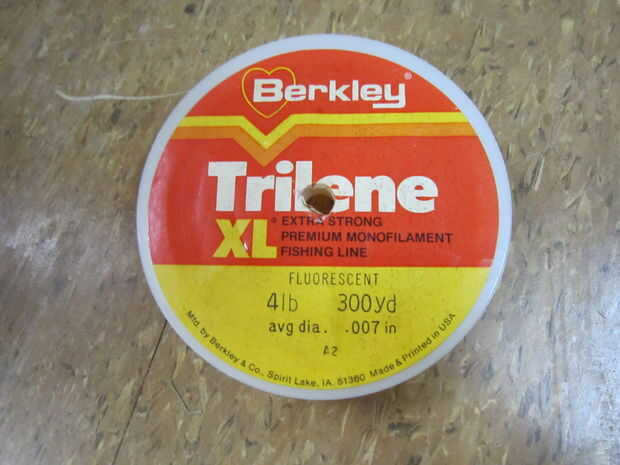 Berkley®
Trilene®
XL
EXTRA STRONG
PREMIUM MONOFILAMENT
FISHING LINE
FLUORESCENT
4lb 300yd
avg dia. .007 in
A2
Mfd. by Berkley & Co., Spirit Lake, IA. 51360 Made & Printed in USA